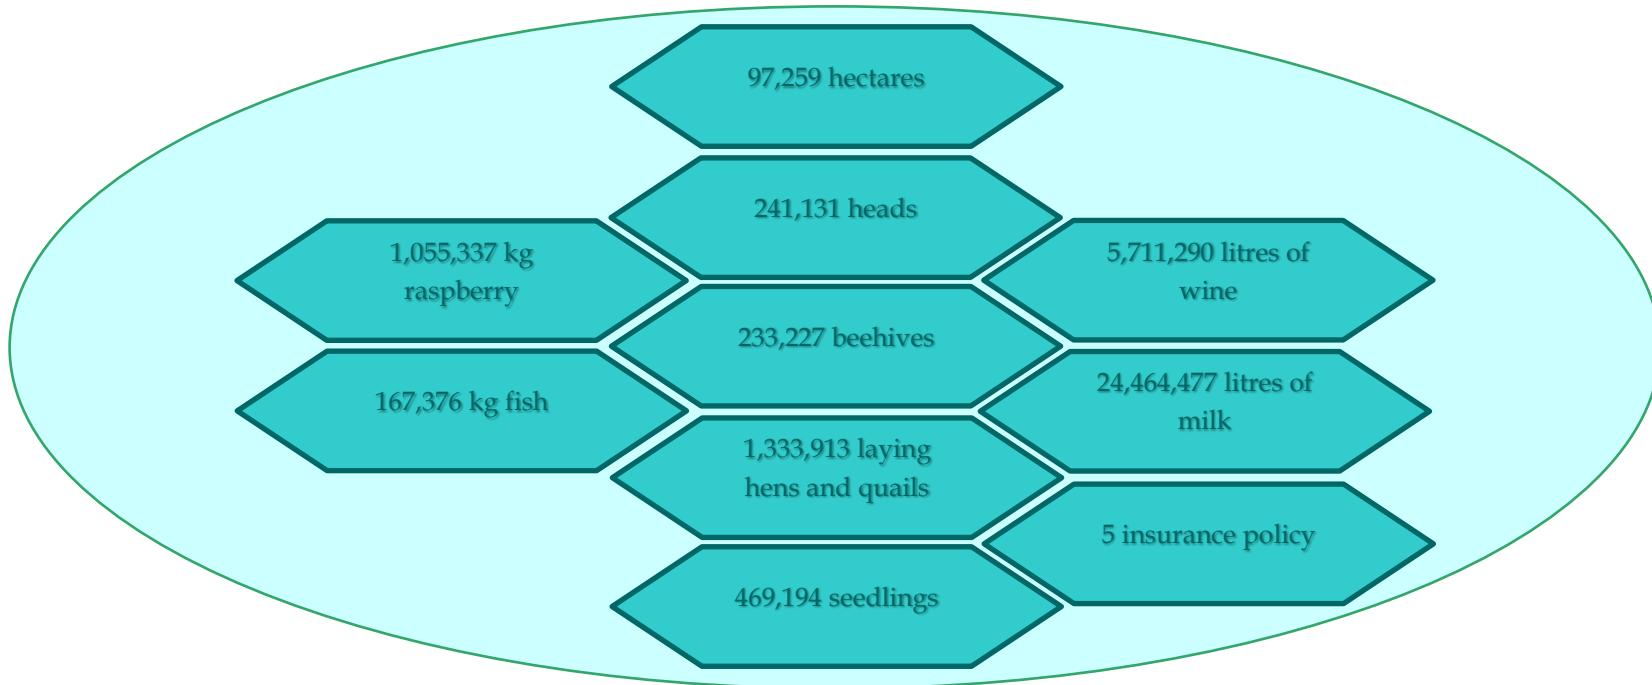 97,259 hectares
241,131 heads
1,055,337 kg
raspberry
5,711,290 litres of
wine
233,227 beehives
167,376 kg fish
24,464,477 litres of
milk
1,333,913 laying
hens and quails
5 insurance policy
469,194 seedlings